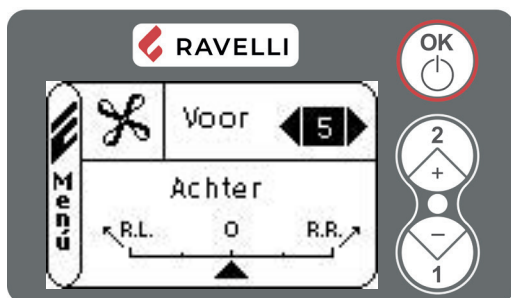 RAVELLI
OK
Voor 5
Menú
Achter
R.L. 0 R.R.
2
+
−
1